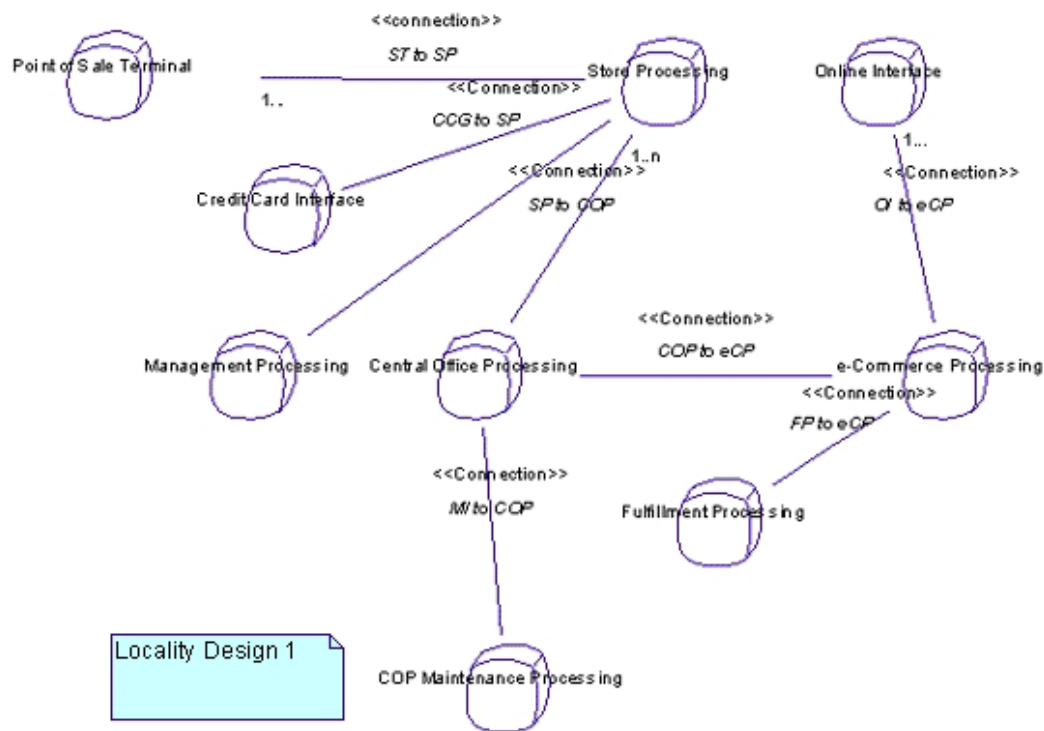 <<connection>>
ST to SP
Point of Sale Terminal
Store Processing
Online Interface
1..
<<Connection>>
CCG to SP
1..n
1...
<<Connection>>
SP to COP
<<Connection>>
OI to eCP
Credit Card Interface
<<Connection>>
COP to eCP
Management Processing
Central Office Processing
e-Commerce Processing
<<Connection>>
FP to eCP
<<Connection>>
MI to COP
Fulfillment Processing
Locality Design 1
COP Maintenance Processing